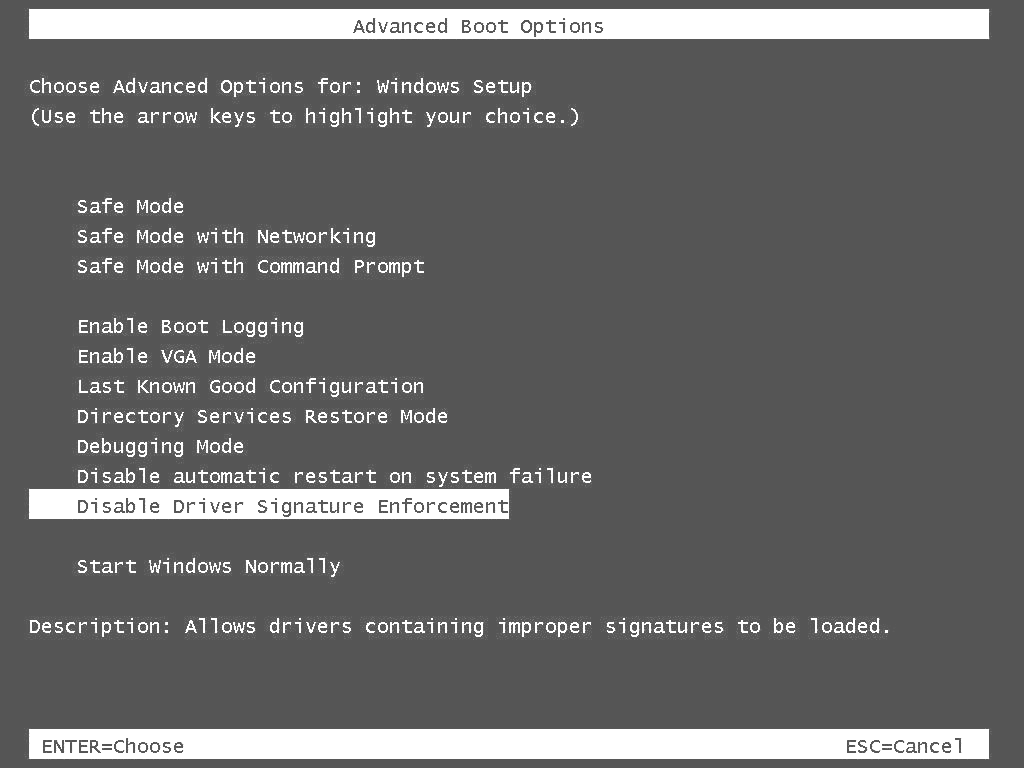 Advanced Boot Options
Choose Advanced Options for: Windows Setup
(Use the arrow keys to highlight your choice.)
Safe Mode
Safe Mode with Networking
Safe Mode with Command Prompt
Enable Boot Logging
Enable VGA Mode
Last Known Good Configuration
Directory Services Restore Mode
Debugging Mode
Disable automatic restart on system failure
Disable Driver Signature Enforcement
Start Windows Normally
Description: Allows drivers containing improper signatures to be loaded.
ENTER=Choose ESC=Cancel